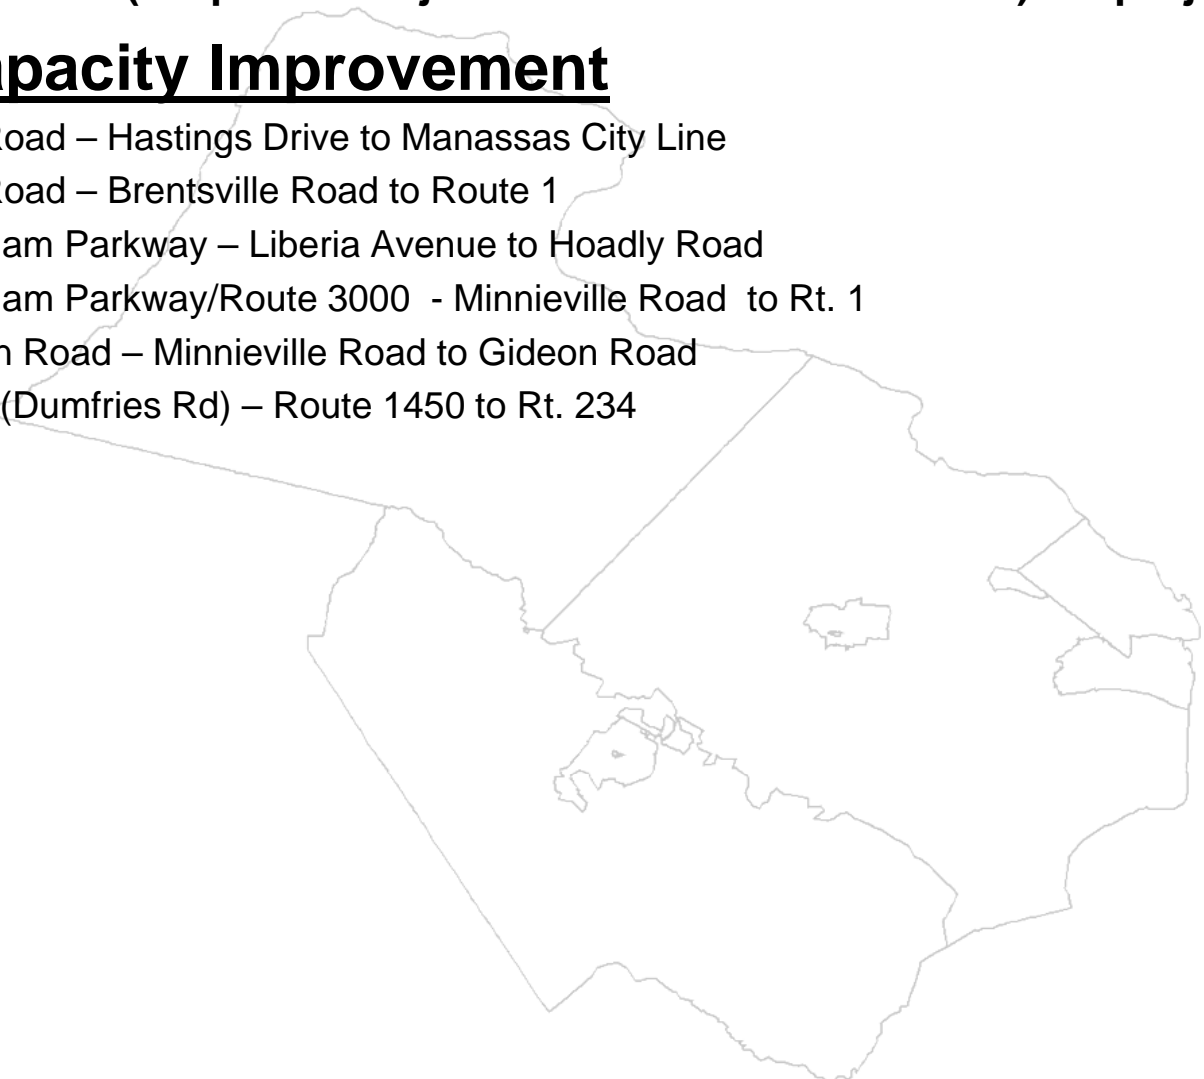 apacity Improvement
Road – Hastings Drive to Manassas City Line
Road – Brentsville Road to Route 1
am Parkway – Liberia Avenue to Hoadly Road
am Parkway/Route 3000 - Minnieville Road to Rt. 1
n Road – Minnieville Road to Gideon Road
(Dumfries Rd) – Route 1450 to Rt. 234